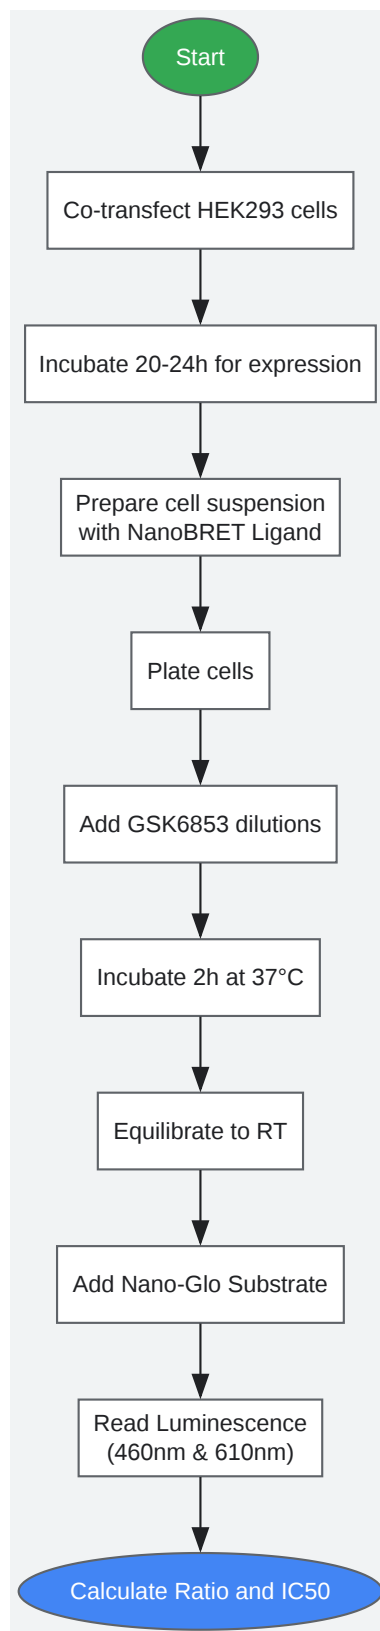 Start
Co-transfect HEK293 cells
Incubate 20-24h for expression
Prepare cell suspension
with NanoBRET Ligand
Plate cells
Add GSK6853 dilutions
Incubate 2h at 37°C
Equilibrate to RT
Add Nano-Glo Substrate
Read Luminescence
(460nm & 610nm)
Calculate Ratio and IC50